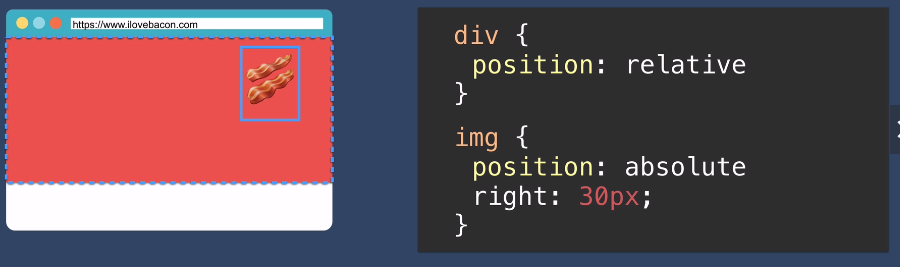 https://www.ilovebacon.com
div {
position: relative
}
img {
position: absolute
right: 30px;
}